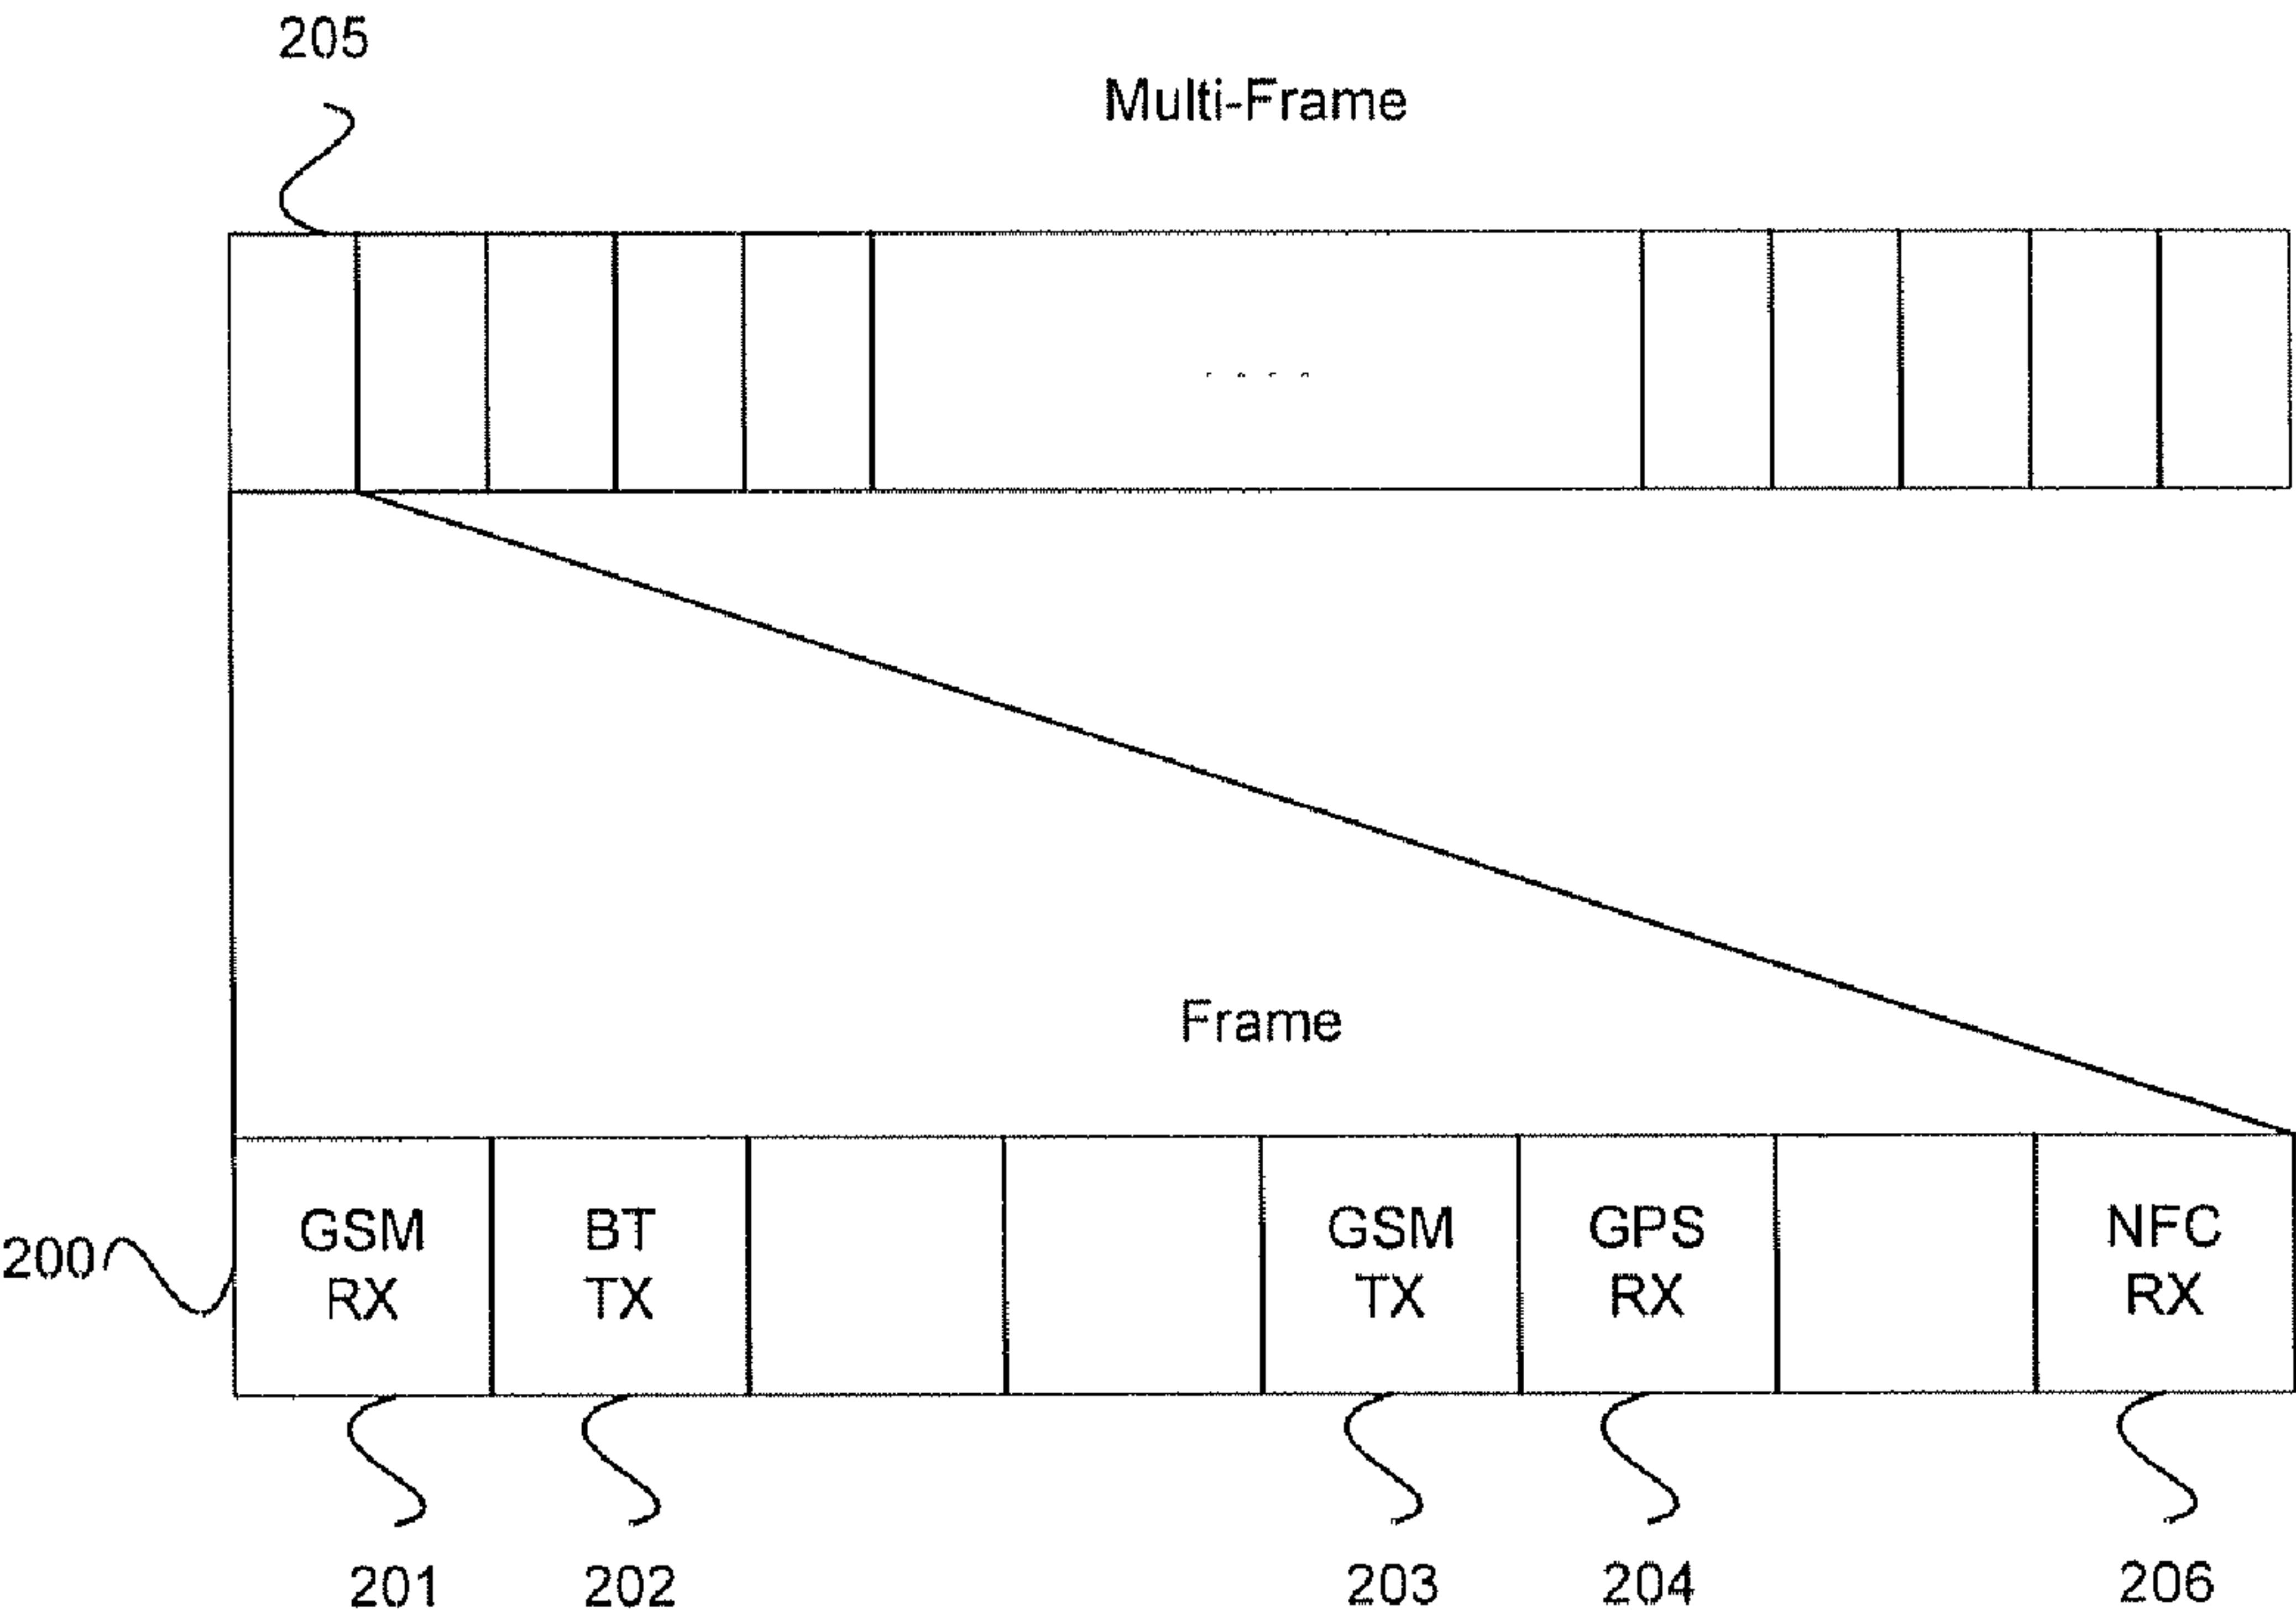 205
Multi-Frame
. . . .
Frame
200
GSM
RX
BT
TX
GSM
TX
GPS
RX
NFC
RX
201
202
203
204
206